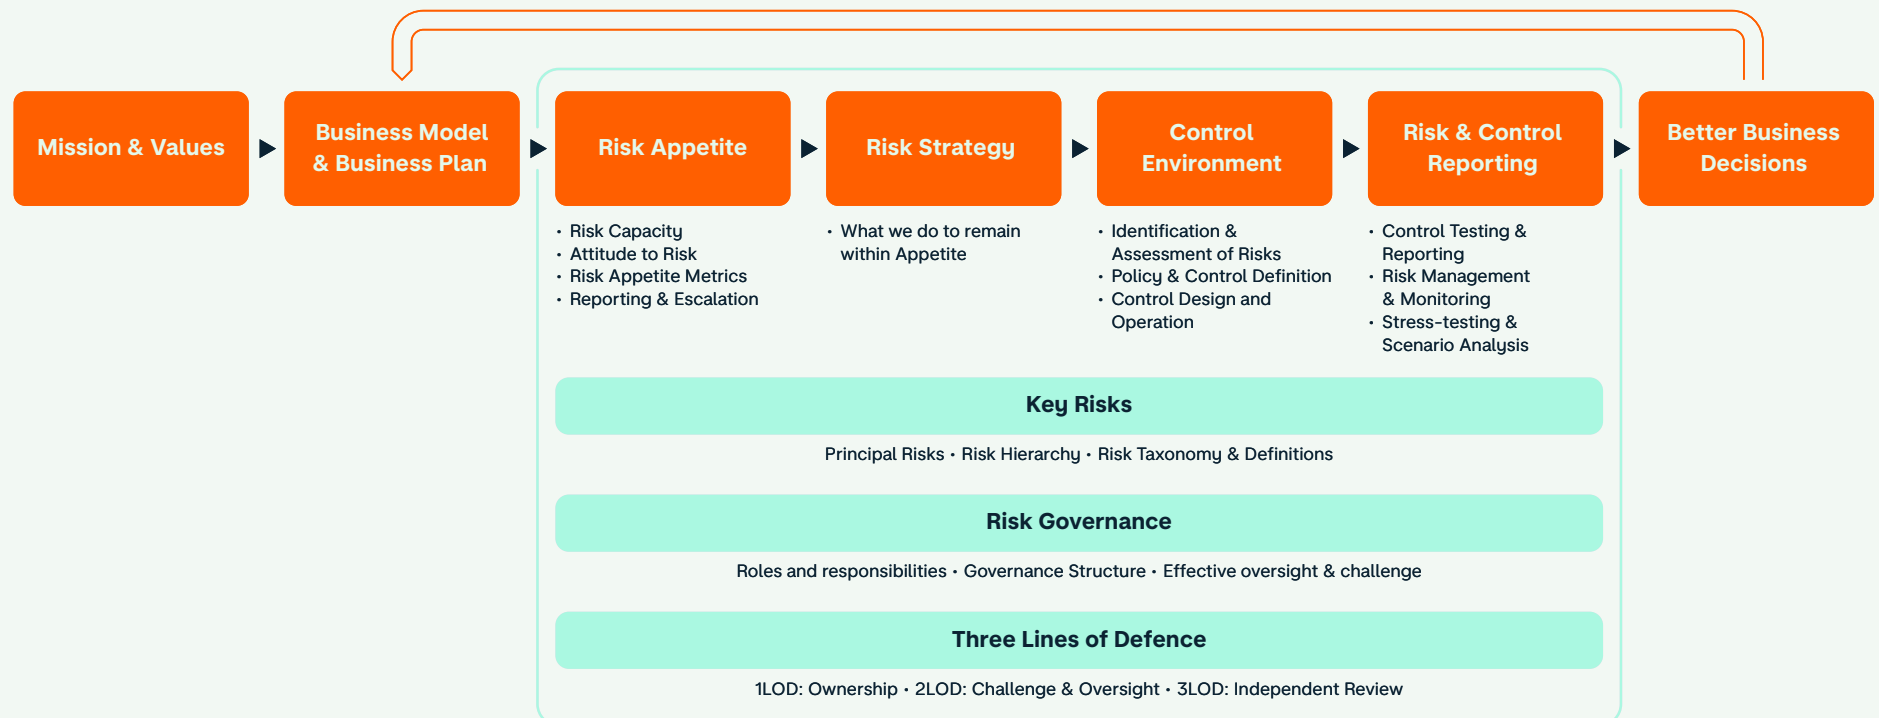 Mission & Values
Business Model
& Business Plan
Risk Appetite
Risk Strategy
Control
Environment
Risk & Control
Reporting
Better Business
Decisions
• Risk Capacity
• Attitude to Risk
• Risk Appetite Metrics
• Reporting & Escalation
• What we do to remain
within Appetite
• Identification &
Assessment of Risks
• Policy & Control Definition
• Control Design and
Operation
• Control Testing &
Reporting
• Risk Management
& Monitoring
• Stress-testing &
Scenario Analysis
Key Risks
Principal Risks • Risk Hierarchy • Risk Taxonomy & Definitions
Risk Governance
Roles and responsibilities • Governance Structure • Effective oversight & challenge
Three Lines of Defence
1LOD: Ownership • 2LOD: Challenge & Oversight • 3LOD: Independent Review